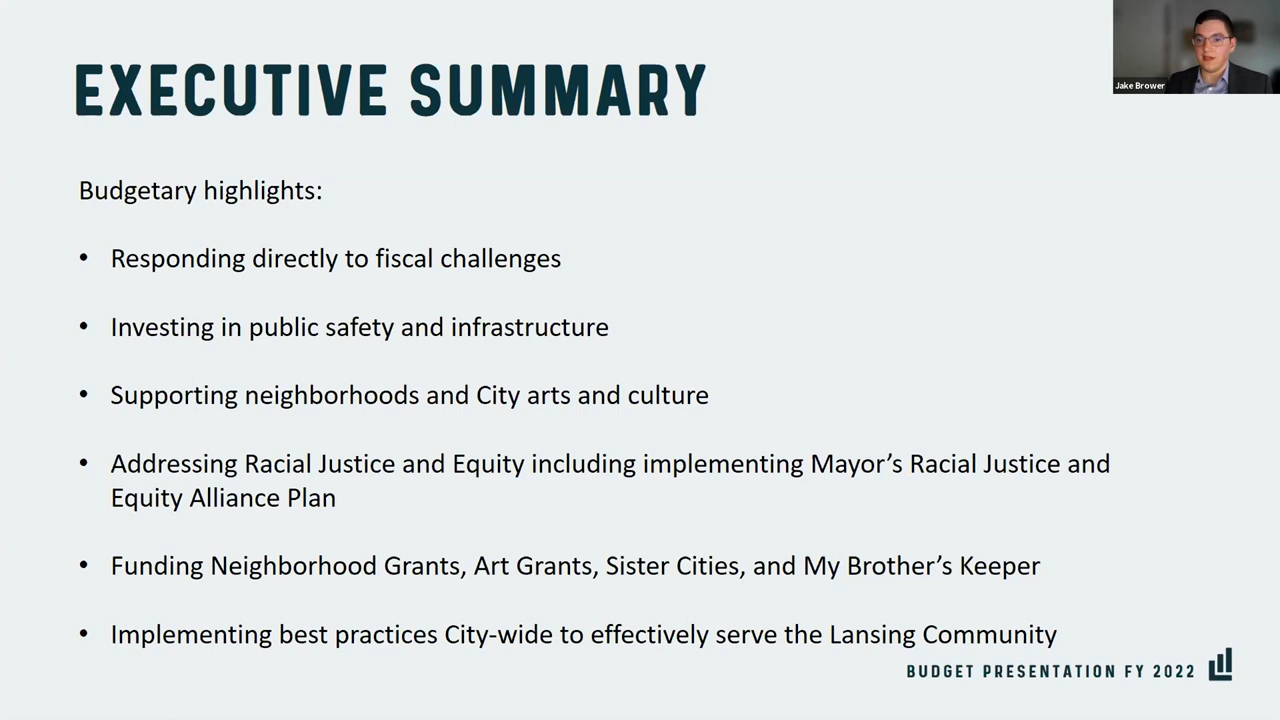 EXECUTIVE SUMMARY
Jake Brower
Budgetary highlights:
• Responding directly to fiscal challenges
• Investing in public safety and infrastructure
• Supporting neighborhoods and City arts and culture
• Addressing Racial Justice and Equity including implementing Mayor’s Racial Justice and
Equity Alliance Plan
• Funding Neighborhood Grants, Art Grants, Sister Cities, and My Brother’s Keeper
• Implementing best practices City-wide to effectively serve the Lansing Community
BUDGET PRESENTATION FY 2022